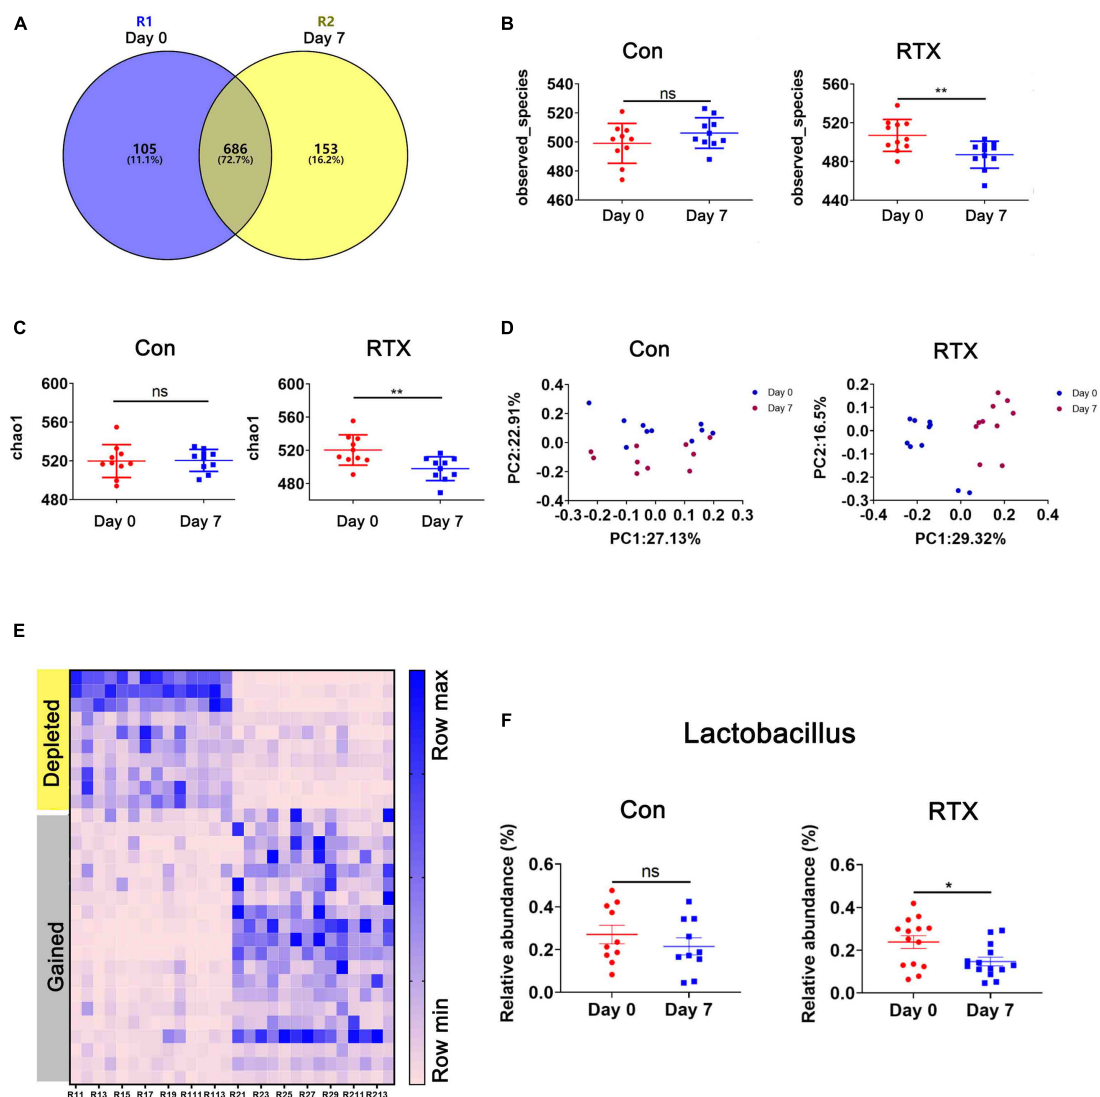 A
R1
Day 0
R2
Day 7
105
(11.1%)
686
(72.7%)
153
(16.2%)
B
Con
observed_species
540
520
500
480
460
ns
Day 0
Day 7
RTX
observed_species
560
520
480
440
**
Day 0
Day 7
C
Con
chao1
600
560
520
480
ns
Day 0
Day 7
RTX
chao1
600
560
520
480
**
Day 0
Day 7
D
Con
PC2:22.91%
0.4
0.2
0.0
-0.2
-0.4
-0.3 -0.2 -0.1 0.0 0.1 0.2 0.3
PC1:27.13%
Day 0
Day 7
RTX
PC2:16.5%
0.2
0.1
0.0
-0.1
-0.2
-0.3
-0.4 -0.2 0.0 0.2 0.4
PC1:29.32%
Day 0
Day 7
E
Depleted
Gained
Row max
Row min
R11 R13 R15 R17 R19 R111 R113 R21 R23 R25 R27 R29 R211 R213
F
Lactobacillus
Con
Relative abundance (%)
0.6
0.4
0.2
0.0
ns
Day 0
Day 7
RTX
Relative abundance (%)
0.6
0.4
0.2
0.0
*
Day 0
Day 7